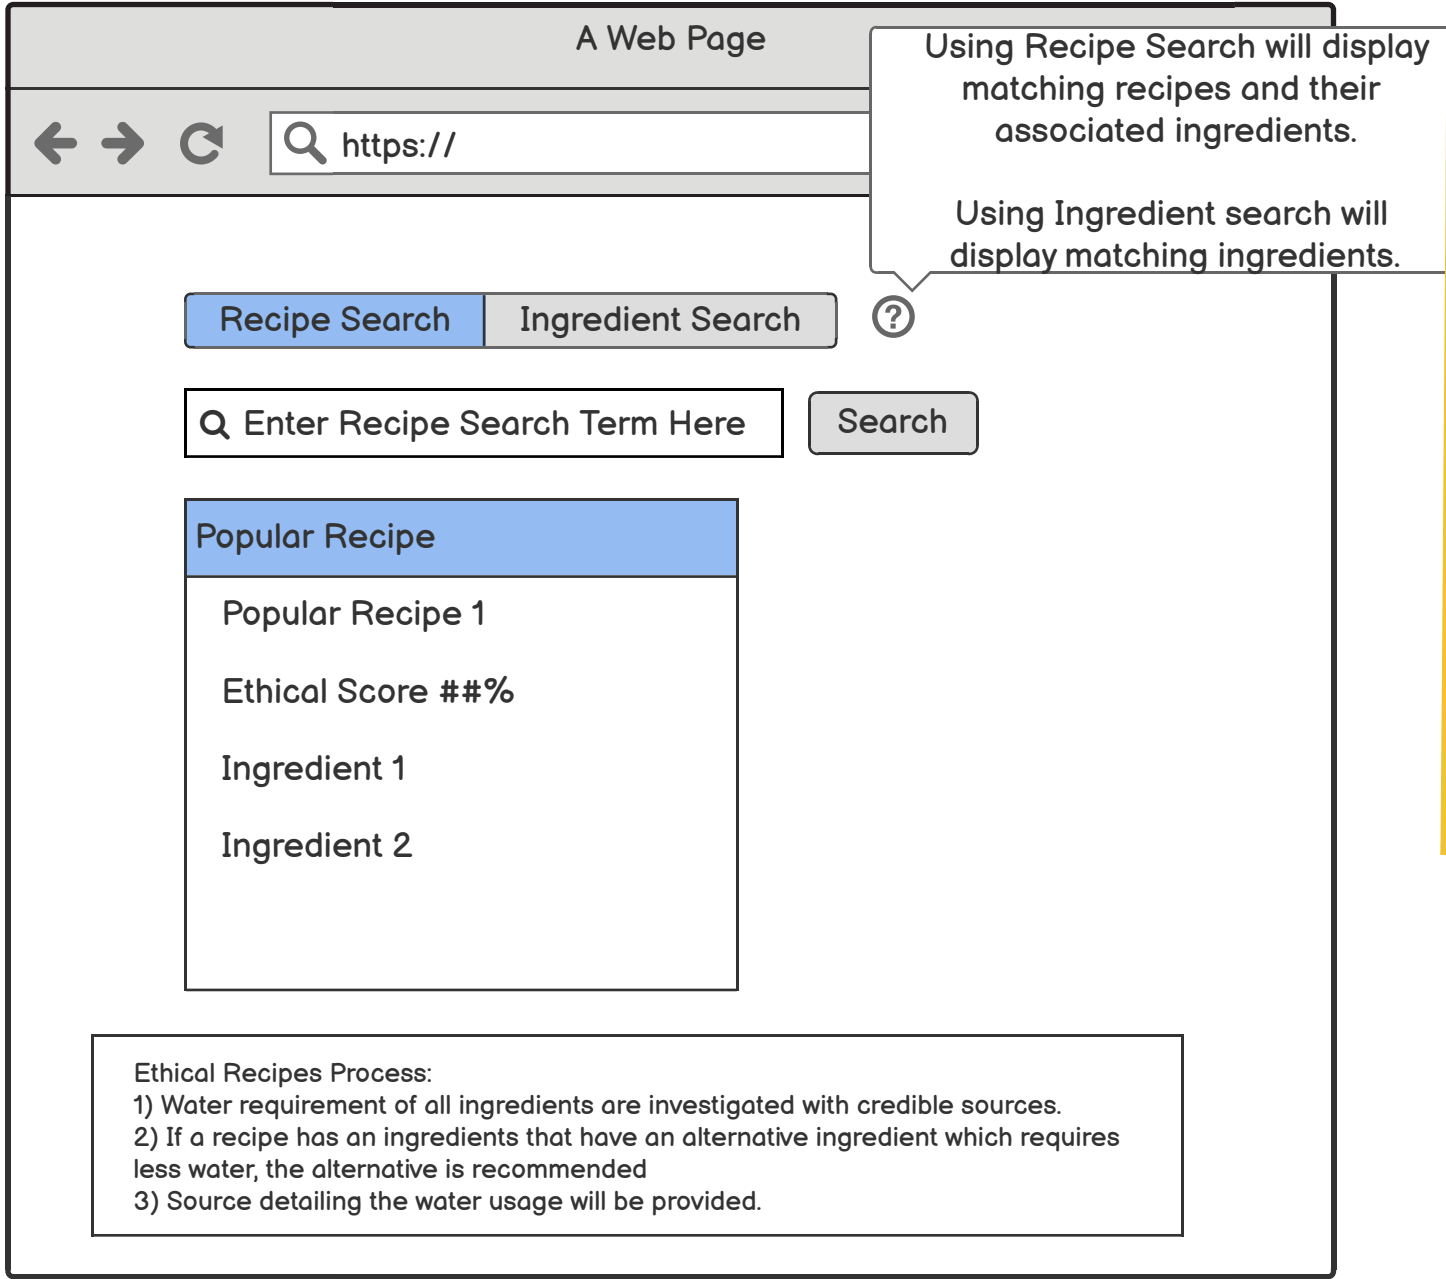 A Web Page
https://
Using Recipe Search will display
matching recipes and their
associated ingredients.
Using Ingredient search will
display matching ingredients.
Recipe Search
Ingredient Search
?
Enter Recipe Search Term Here
Search
Popular Recipe
Popular Recipe 1
Ethical Score ##%
Ingredient 1
Ingredient 2
Ethical Recipes Process:
1) Water requirement of all ingredients are investigated with credible sources.
2) If a recipe has an ingredients that have an alternative ingredient which requires
less water, the alternative is recommended
3) Source detailing the water usage will be provided.